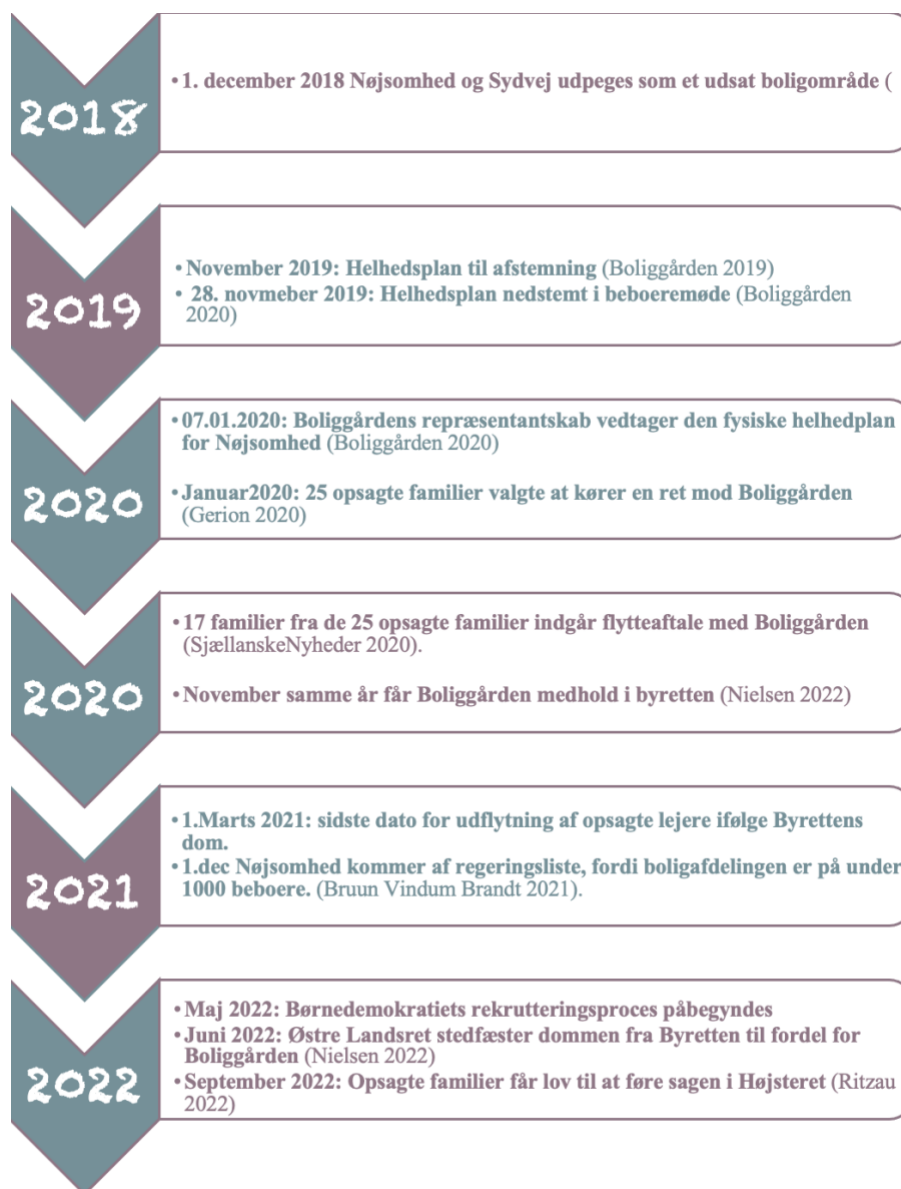 2018
• 1. december 2018 Nøjsomhed og Sydvej udpeges som et udsat boligområde (
2019
• November 2019: Helhedsplan til afstemning (Boliggården 2019)
• 28. novmeber 2019: Helhedsplan nedstemt i beboeremøde (Boliggården
2020)
2020
• 07.01.2020: Boliggårdens repræsentantskab vedtager den fysiske helhedplan
for Nøjsomhed (Boliggården 2020)
• Januar2020: 25 opsagte familier valgte at kører en ret mod Boliggården
(Gerion 2020)
2020
• 17 familier fra de 25 opsagte familier indgår flytteaftale med Boliggården
(SjællanskeNyheder 2020).
• November samme år får Boliggården medhold i byretten (Nielsen 2022)
2021
• 1.Marts 2021: sidste dato for udflytning af opsagte lejere ifølge Byrettens
dom.
• 1.dec Nøjsomhed kommer af regeringsliste, fordi boligafdelingen er på under
1000 beboere. (Bruun Vindum Brandt 2021).
2022
• Maj 2022: Børnedemokratiets rekrutteringsproces påbegyndes
• Juni 2022: Østre Landsret stedfæster dommen fra Byretten til fordel for
Boliggården (Nielsen 2022)
• September 2022: Opsagte familier får lov til at føre sagen i Højsteret (Ritzau
2022)